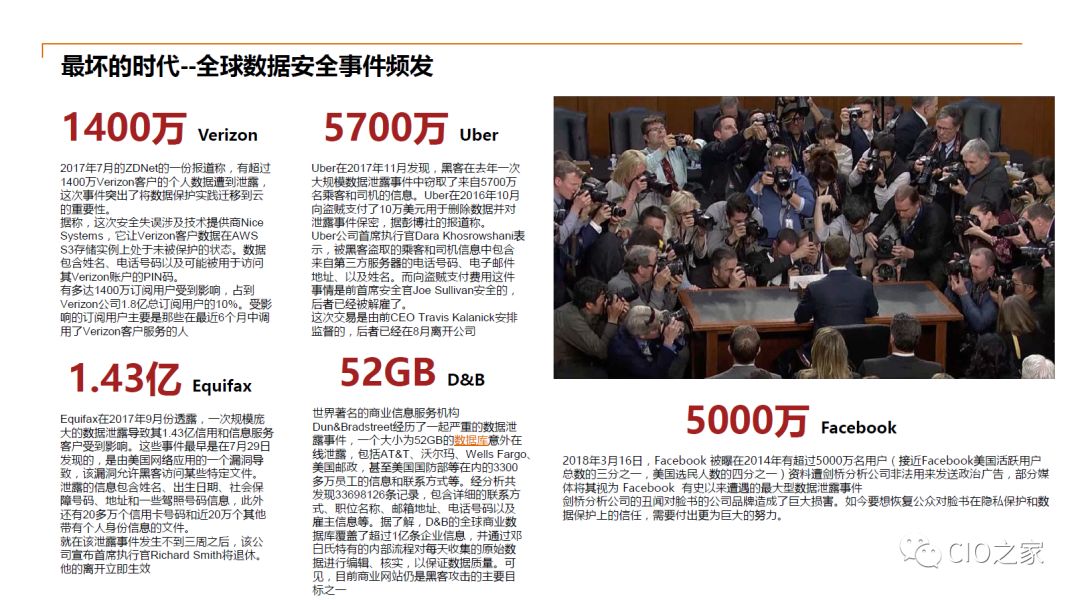 最坏的时代--全球数据安全事件频发
1400万 Verizon
2017年7月的ZDNet的一份报道称，有超过
1400万Verizon客户的个人数据遭到泄露，
这次事件突出了将数据保护实践迁移到云
的重要性。
据称，这次安全失误涉及技术提供商Nice
Systems，它让Verizon客户数据在AWS
S3存储实例上处于未被保护的状态。数据
包含姓名、电话号码以及可能被用于访问
其Verizon账户的PIN码。
有多达1400万订阅用户受到影响，占到
Verizon公司1.8亿总订阅用户的10%。受影
响的订阅用户主要是那些在最近6个月中调
用了Verizon客户服务的人
5700万 Uber
Uber在2017年11月发现，黑客在去年一次
大规模数据泄露事件中窃取了来自5700万
名乘客和司机的信息。Uber在2016年10月
向盗贼支付了10万美元用于删除数据并对
泄露事件保密，据彭博社的报道称。
Uber公司首席执行官Dara Khosrowshani表
示，被黑客盗取的乘客和司机信息中包含
来自第三方服务器的电话号码、电子邮件
地址、以及姓名。而向盗贼支付费用这件
事情是前首席安全官Joe Sullivan安全的，
后者已经被解雇了。
这次交易是由前CEO Travis Kalanick安排
监督的，后者已经在8月离开公司
1.43亿 Equifax
Equifax在2017年9月份透露，一次规模庞
大的数据泄露导致其1.43亿信用和信息服务
客户受到影响。这些事件最早是在7月29日
发现的，是由美国网络应用的一个漏洞导
致，该漏洞允许黑客访问某些特定文件。
泄露的信息包含姓名、出生日期、社会保
障号码、地址和一些驾照号码信息，此外
还有20多万个信用卡号码和近20万个其他
带有个人身份信息的文件。
就在该泄露事件发生不到三周之后，该公
司宣布首席执行官Richard Smith将退休。
他的离开立即生效
52GB D&B
世界著名的商业信息服务机构
Dun&Bradstreet经历了一起严重的数据泄
露事件，一个大小为52GB的数据库意外在
线泄露，包括AT&T、沃尔玛、Wells Fargo、
美国邮政，甚至美国国防部等在内的3300
多万员工的信息和联系方式等。经分析共
发现33698126条记录，包含详细的联系方
式、职位名称、邮箱地址、电话号码以及
雇主信息等。据了解，D&B的全球商业数
据库覆盖了超过1亿条企业信息，并通过邓
白氏特有的内部流程对每天收集的原始数
据进行编辑、核实，以保证数据质量。可
见，目前商业网站仍是黑客攻击的主要目
标之一
5000万 Facebook
2018年3月16日，Facebook 被曝在2014年有超过5000万名用户（接近Facebook美国活跃用户
总数的三分之一，美国选民人数的四分之一）资料遭剑桥分析公司非法用来发送政治广告，部分媒
体将其视为 Facebook 有史以来遭遇的最大型数据泄露事件
剑桥分析公司的丑闻对脸书的公司品牌造成了巨大损害。如今要想恢复公众对脸书在隐私保护和数
据保护上的信任，需要付出更为巨大的努力。
CIO之家